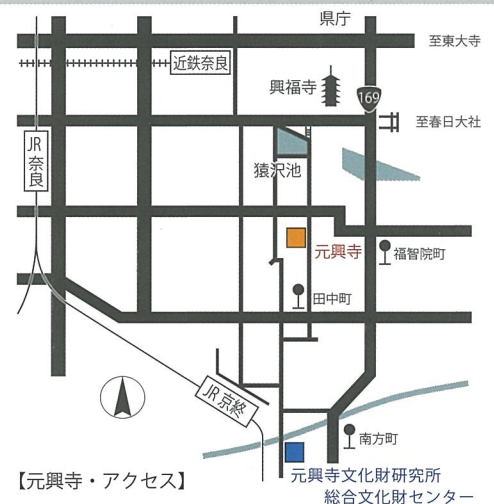 県庁
至東大寺
近鉄奈良
興福寺
169
至春日大社
JR奈良
猿沢池
元興寺
福智院町
田中町
JR京終
南方町
【元興寺・アクセス】
元興寺文化財研究所
総合文化財センター